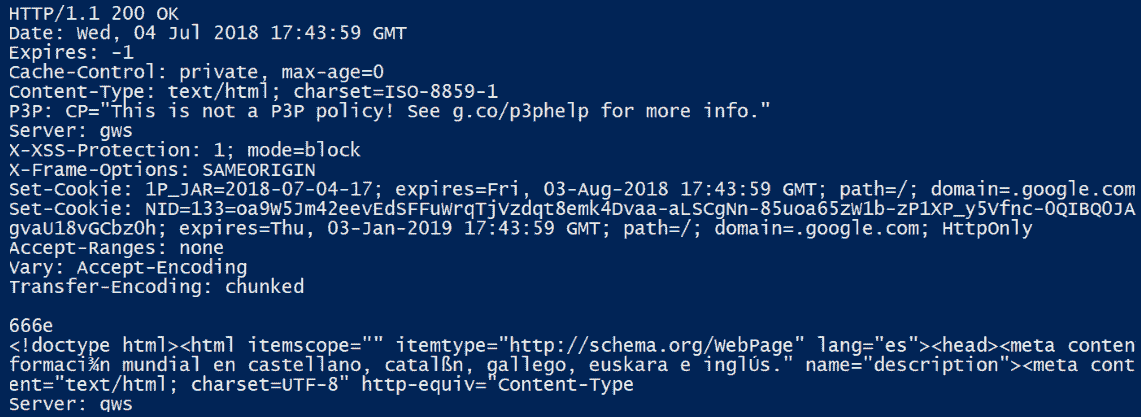 HTTP/1.1 200 OK
Date: Wed, 04 Jul 2018 17:43:59 GMT
Expires: -1
Cache-Control: private, max-age=0
Content-Type: text/html; charset=ISO-8859-1
P3P: CP="This is not a P3P policy! See g.co/p3phelp for more info."
Server: gws
X-XSS-Protection: 1; mode=block
X-Frame-Options: SAMEORIGIN
Set-Cookie: 1P_JAR=2018-07-04-17; expires=Fri, 03-Aug-2018 17:43:59 GMT; path=/; domain=.google.com
Set-Cookie: NID=133=oa9W5Jm42eevEdSFFuWrqTjVzdqt8emk4Dvaa-aLSCgNn-85uoa65zW1b-zP1XP_y5Vfnc-0QIBQ0JA
gvaU18vGCbz0h; expires=Thu, 03-Jan-2019 17:43:59 GMT; path=/; domain=.google.com; HttpOnly
Accept-Ranges: none
Vary: Accept-Encoding
Transfer-Encoding: chunked

666e
<!doctype html><html itemscope="" itemtype="http://schema.org/WebPage" lang="es"><head><meta conten
formaci¾n mundial en castellano, catalßn, gallego, euskara e inglÚs." name="description"><meta cont
ent="text/html; charset=UTF-8" http-equiv="Content-Type
Server: gws